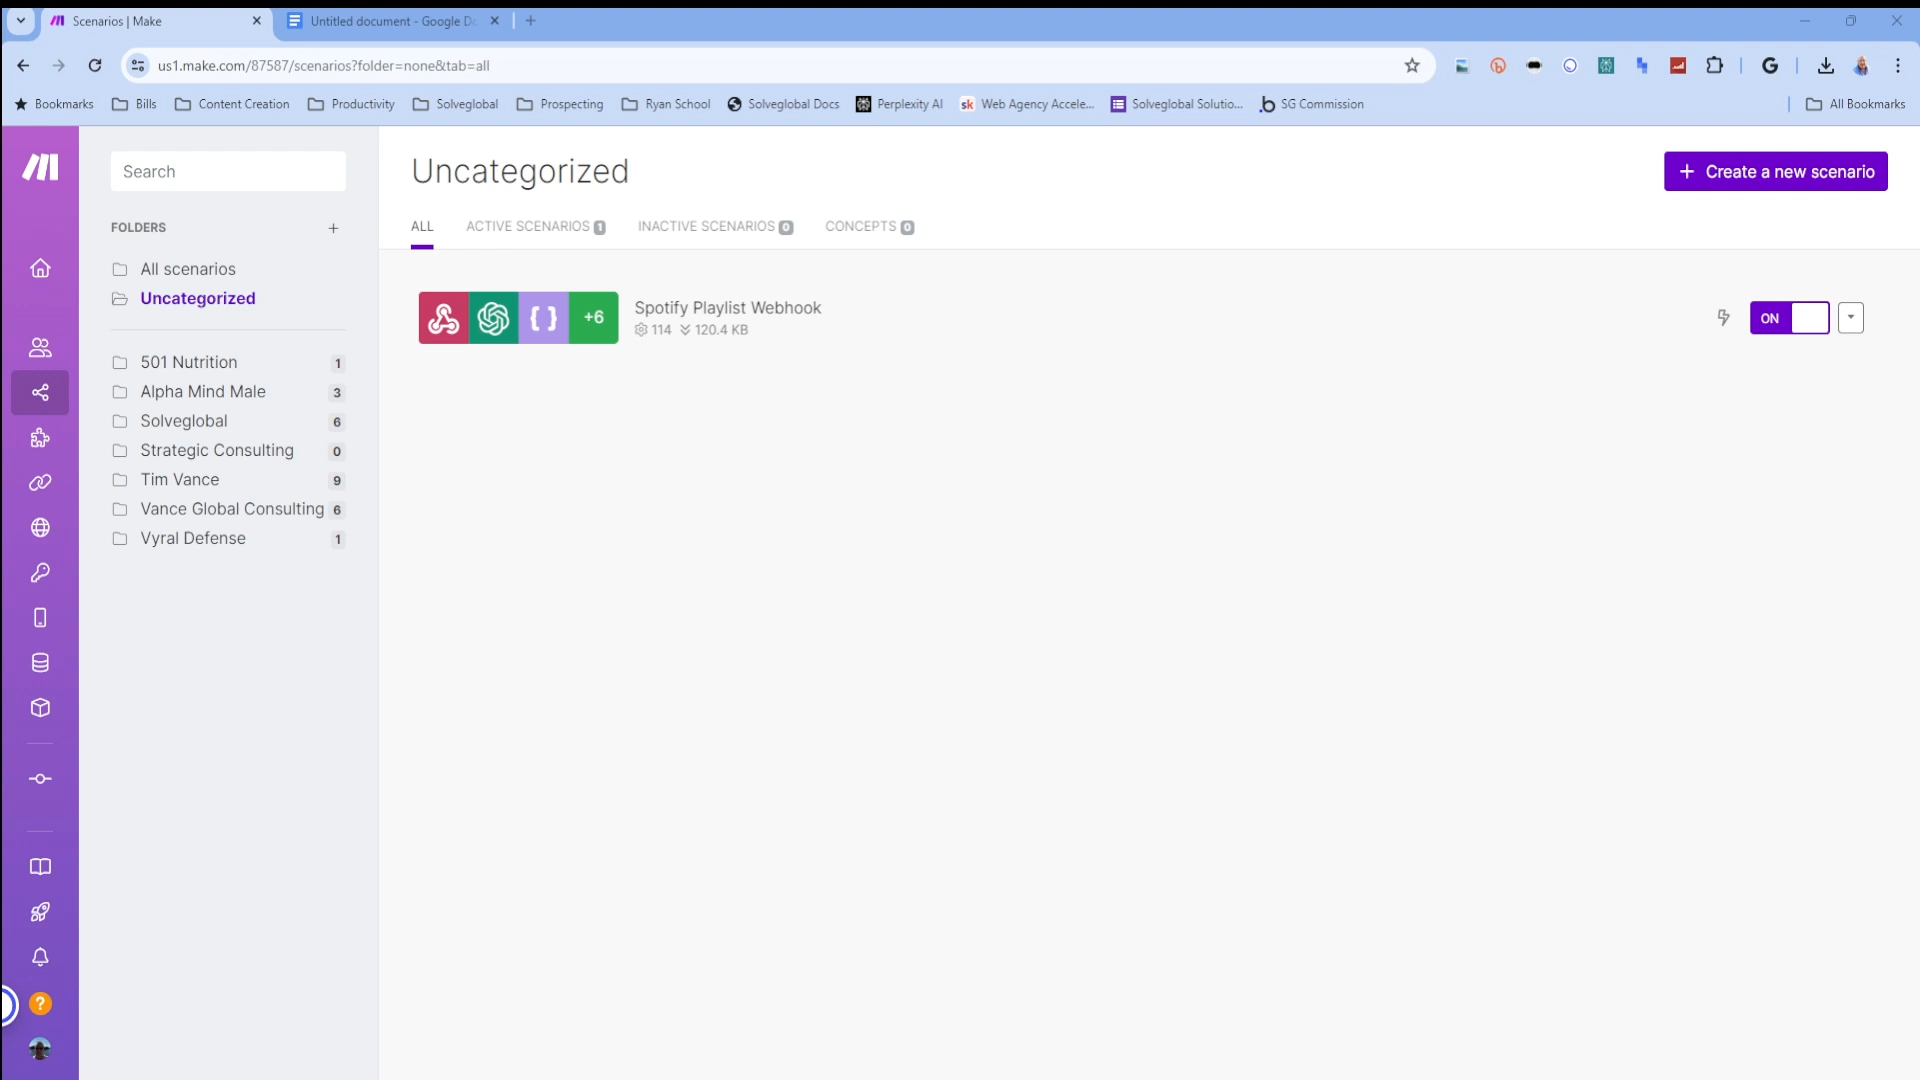 Scenarios | Make
Untitled document - Google Do
us1.make.com/87587/scenarios?folder=none&tab=all
Bookmarks
Bills
Content Creation
Productivity
Solveglobal
Prospecting
Ryan School
Solveglobal Docs
Perplexity AI
sk Web Agency Accele...
Solveglobal Solutio...
SG Commission
All Bookmarks
Search
FOLDERS
All scenarios
Uncategorized
501 Nutrition 1
Alpha Mind Male 3
Solveglobal 6
Strategic Consulting 0
Tim Vance 9
Vance Global Consulting 6
Vyral Defense 1
Uncategorized
+ Create a new scenario
ALL
ACTIVE SCENARIOS 1
INACTIVE SCENARIOS 0
CONCEPTS 0
+6
Spotify Playlist Webhook
114 120.4 KB
ON